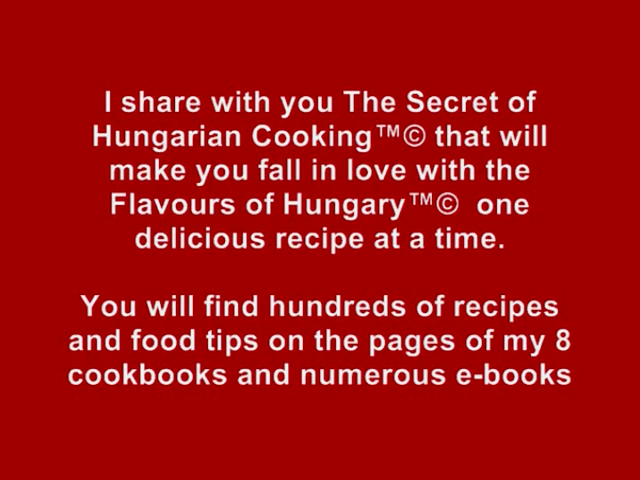 I share with you The Secret of
Hungarian Cooking™© that will
make you fall in love with the
Flavours of Hungary™©  one
delicious recipe at a time.
You will find hundreds of recipes
and food tips on the pages of my 8
cookbooks and numerous e-books